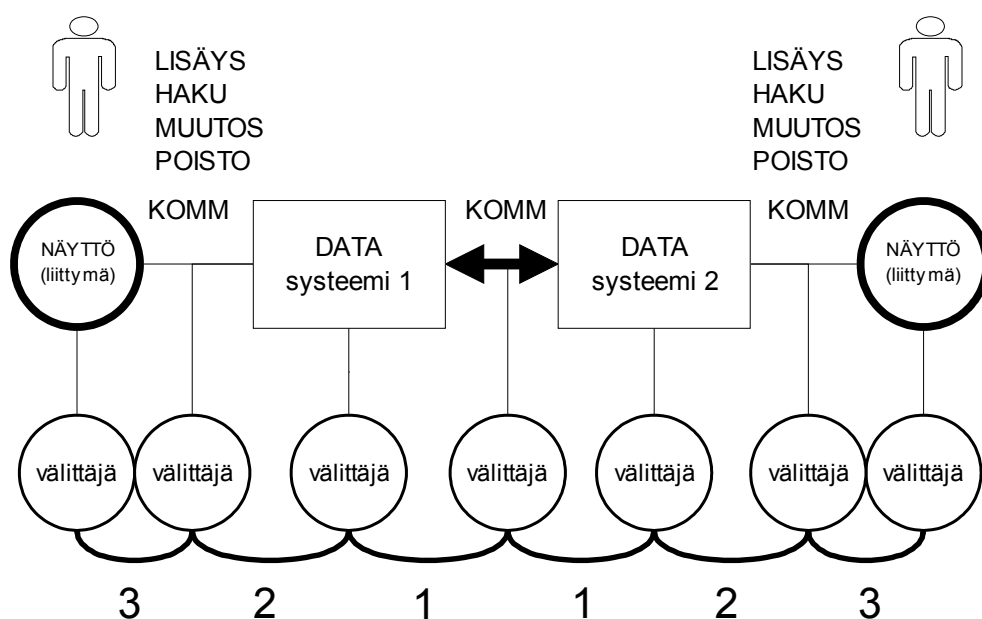 LISÄYS
HAKU
MUUTOS
POISTO
LISÄYS
HAKU
MUUTOS
POISTO
KOMM
KOMM
KOMM
NÄYTTÖ
(liittymä)
DATA
systeemi 1
DATA
systeemi 2
NÄYTTÖ
(liittymä)
välittäjä
välittäjä
välittäjä
välittäjä
välittäjä
välittäjä
välittäjä
3 2 1 1 2 3